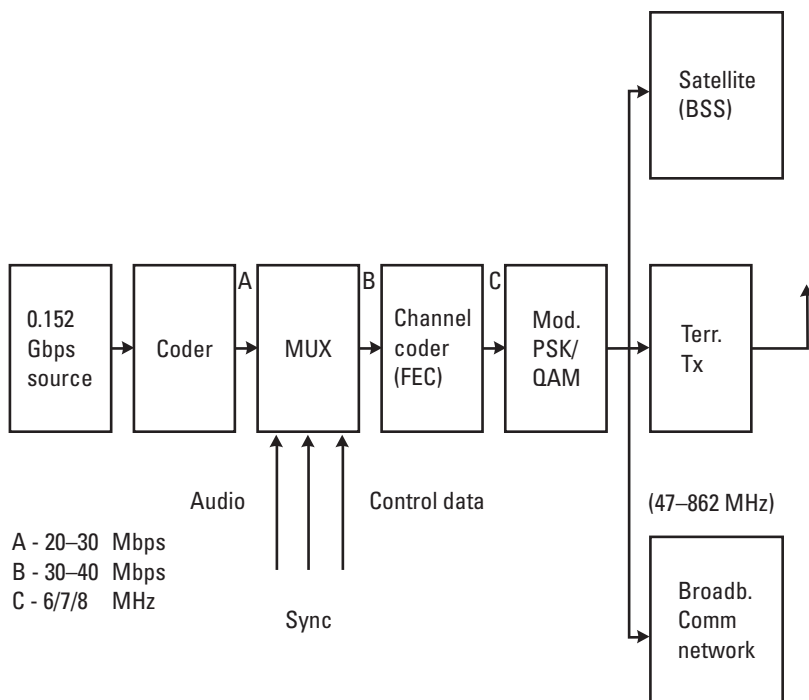 Satellite
(BSS)
0.152
Gbps
source
Coder
A
MUX
B
Channel
coder
(FEC)
C
Mod.
PSK/
QAM
Terr.
Tx
Audio
Control data
Sync
(47–862 MHz)
A - 20–30 Mbps
B - 30–40 Mbps
C - 6/7/8 MHz
Broadb.
Comm
network